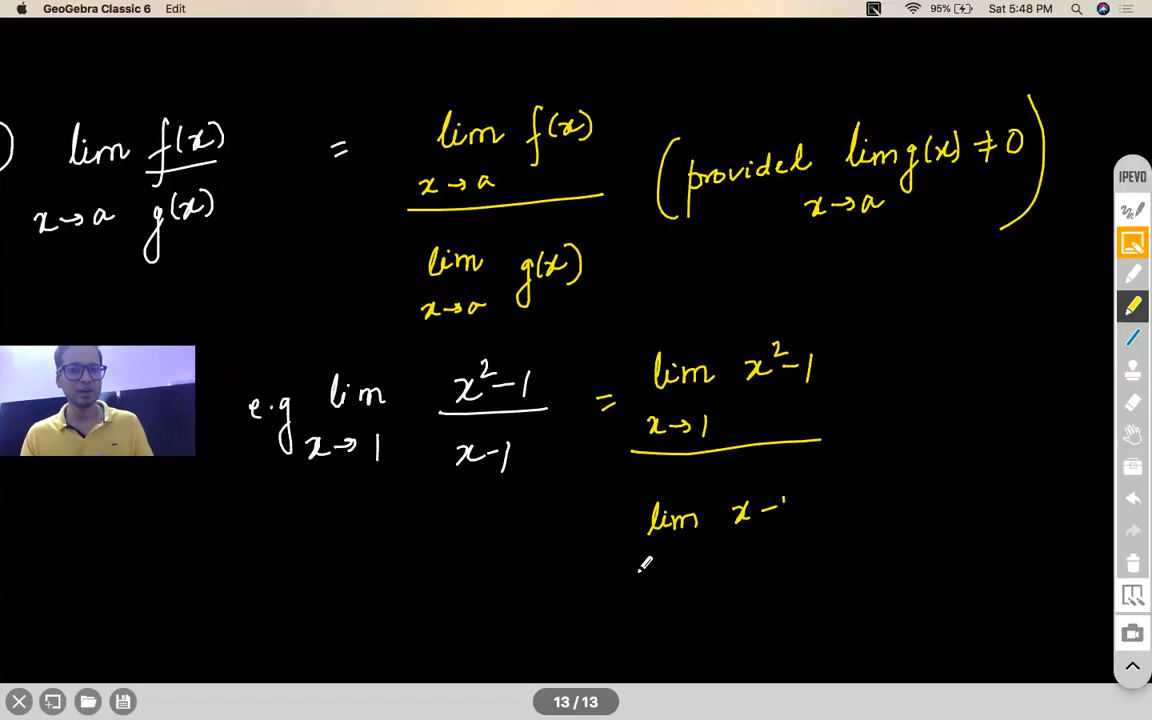 GeoGebra Classic 6 Edit 95% Sat 5:48 PM
) lim f(x) = lim f(x) (provided lim g(x) ≠ 0)
x→a g(x) x→a x→a
lim g(x)
x→a
e.g lim x²-1 = lim x²-1
x→1 x-1 x→1
lim x-1
IPEVO
13 / 13